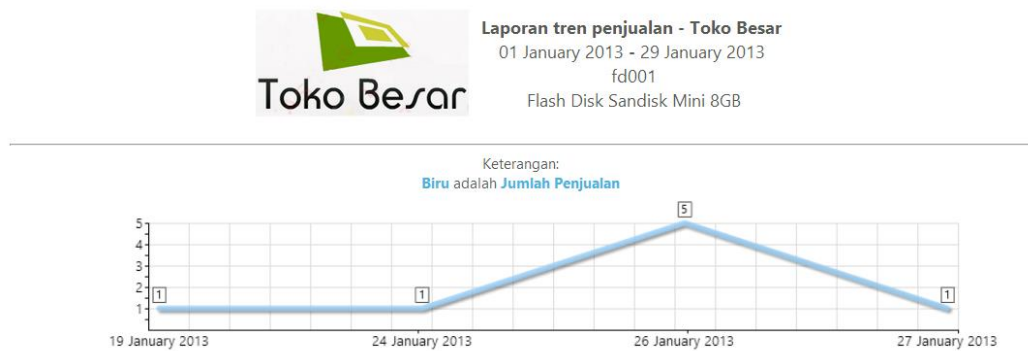 Toko Besar
Laporan tren penjualan - Toko Besar
01 January 2013 - 29 January 2013
fd001
Flash Disk Sandisk Mini 8GB
Keterangan:
Biru adalah Jumlah Penjualan
5
5
4
3
2
1
1
1
1
19 January 2013
24 January 2013
26 January 2013
27 January 2013